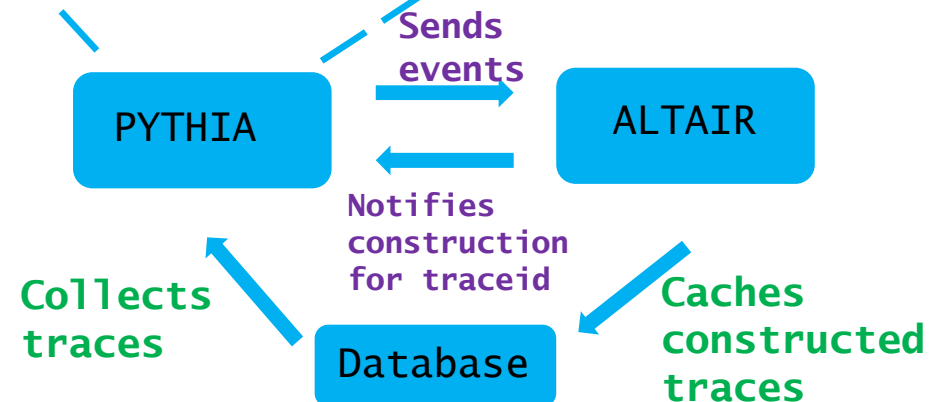 Sends
events
PYTHIA
ALTAIR
Notifies
construction
for traceid
Collects
traces
Caches
constructed
traces
Database